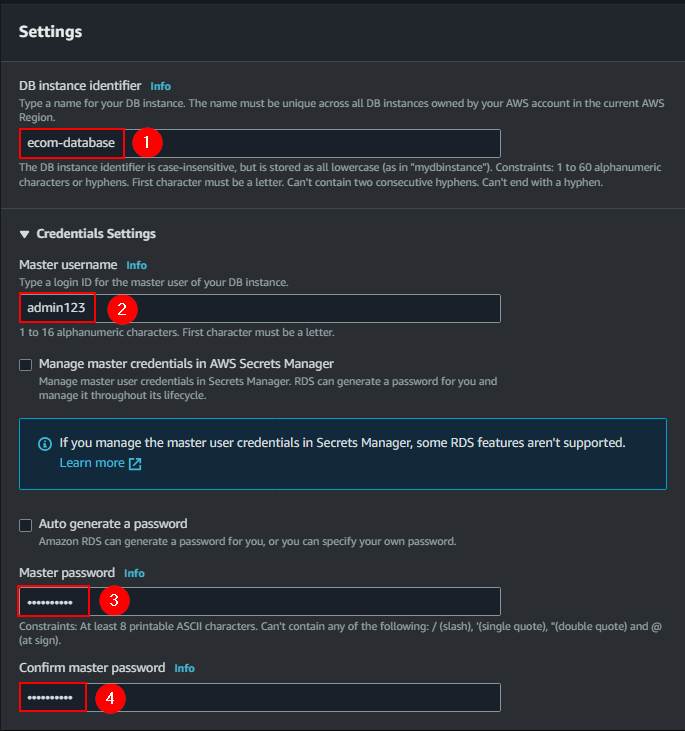 Settings
DB instance identifier Info
Type a name for your DB instance. The name must be unique across all DB instances owned by your AWS account in the current AWS
Region.
ecom-database 1
The DB instance identifier is case-insensitive, but is stored as all lowercase (as in "mydbinstance"). Constraints: 1 to 60 alphanumeric
characters or hyphens. First character must be a letter. Can't contain two consecutive hyphens. Can't end with a hyphen.
Credentials Settings
Master username Info
Type a login ID for the master user of your DB instance.
admin123 2
1 to 16 alphanumeric characters. First character must be a letter.
Manage master credentials in AWS Secrets Manager
Manage master user credentials in Secrets Manager. RDS can generate a password for you and
manage it throughout its lifecycle.
If you manage the master user credentials in Secrets Manager, some RDS features aren't supported.
Learn more
Auto generate a password
Amazon RDS can generate a password for you, or you can specify your own password.
Master password Info
•••••••••• 3
Constraints: At least 8 printable ASCII characters. Can't contain any of the following: / (slash), '(single quote), "(double quote) and @
(at sign).
Confirm master password Info
•••••••••• 4